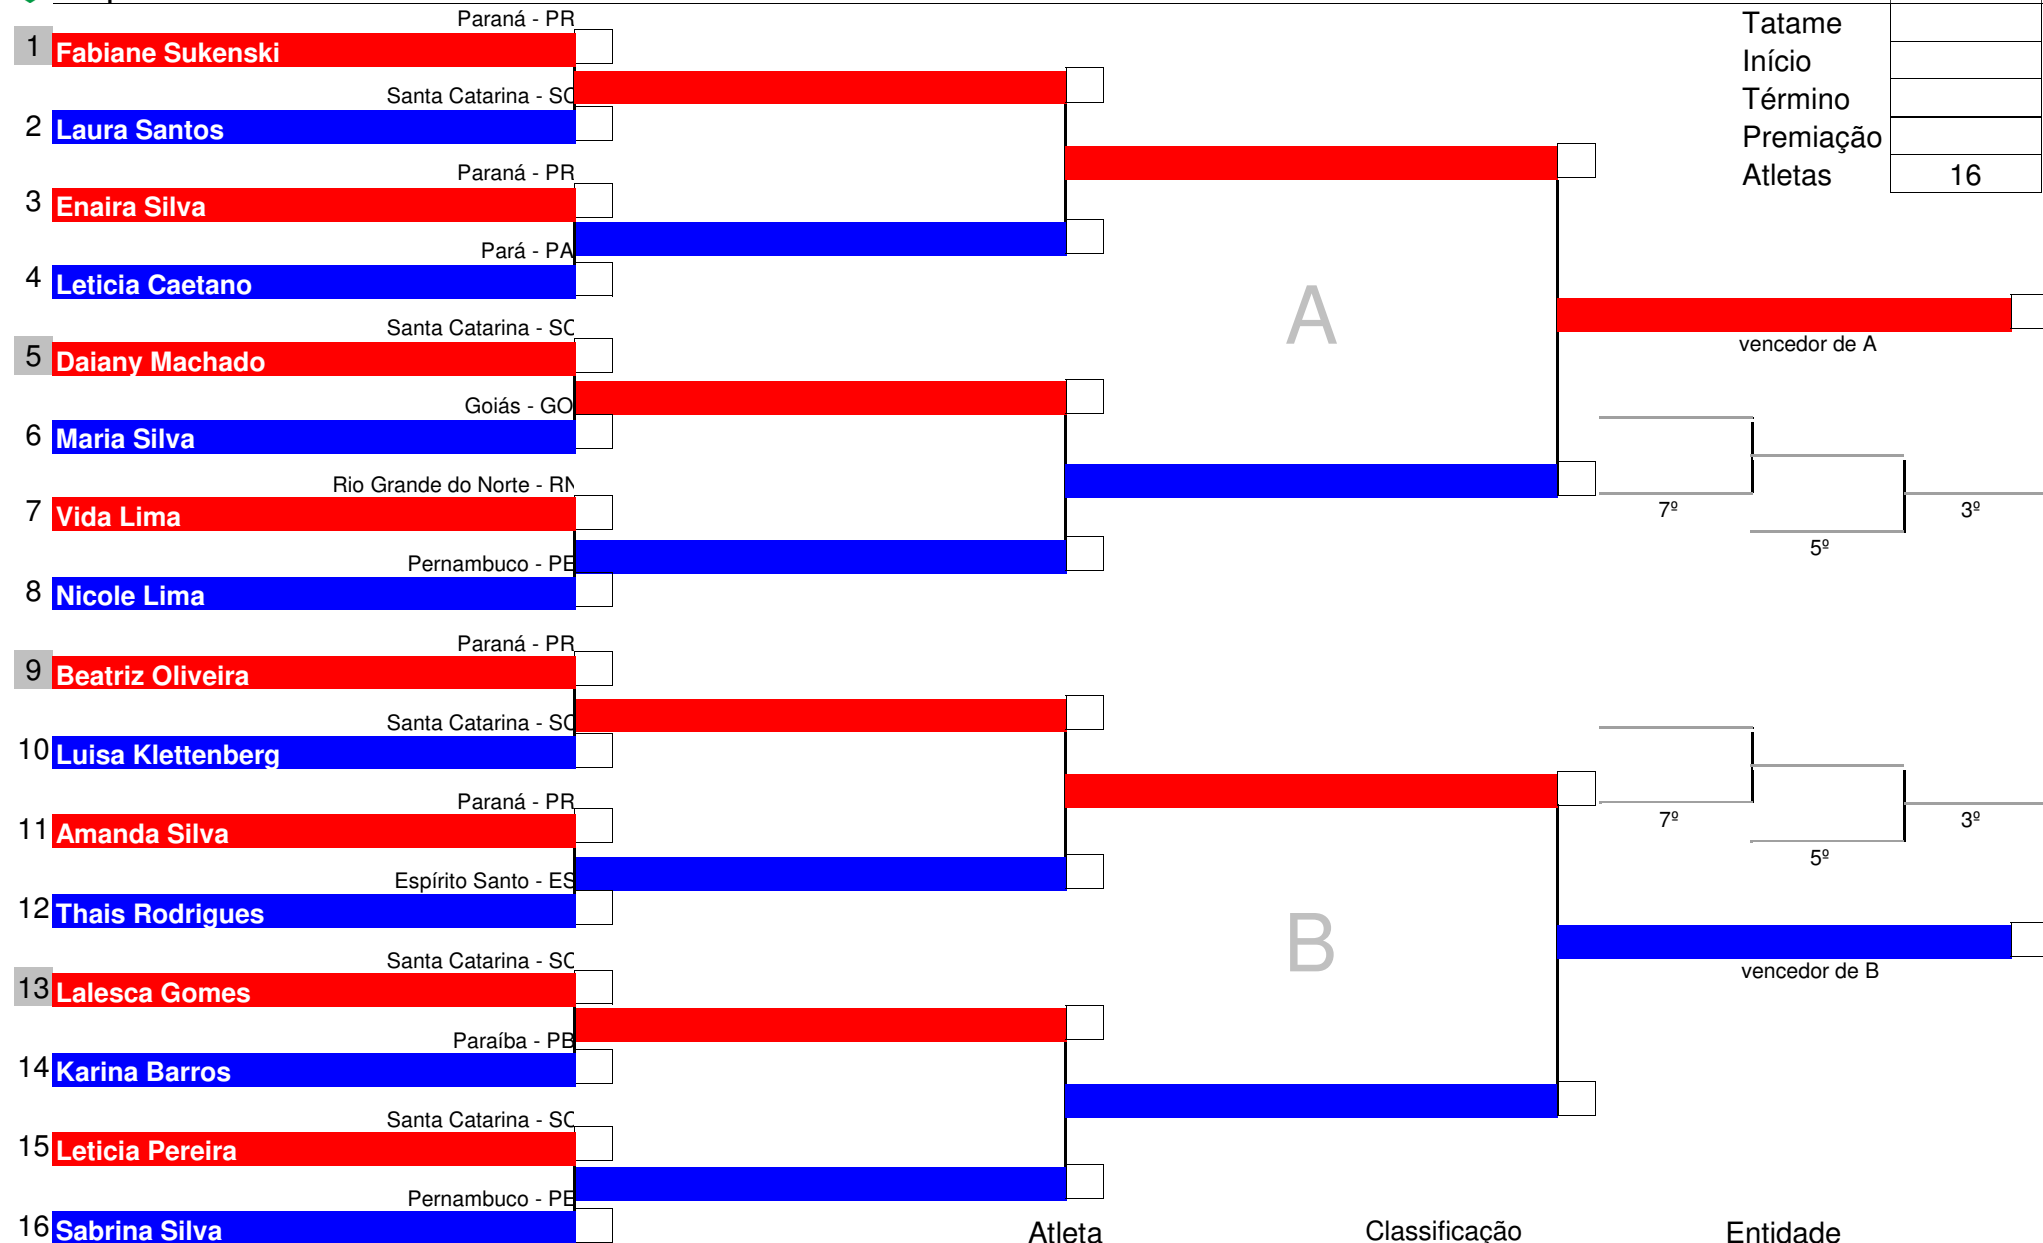 Paraná - PR
1 Fabiane Sukenski
Santa Catarina - SC
2 Laura Santos
Paraná - PR
3 Enaira Silva
Pará - PA
4 Leticia Caetano
Santa Catarina - SC
5 Daiany Machado
Goiás - GO
6 Maria Silva
Rio Grande do Norte - RN
7 Vida Lima
Pernambuco - PE
8 Nicole Lima
Paraná - PR
9 Beatriz Oliveira
Santa Catarina - SC
10 Luisa Klettenberg
Paraná - PR
11 Amanda Silva
Espírito Santo - ES
12 Thais Rodrigues
Santa Catarina - SC
13 Lalesca Gomes
Paraíba - PB
14 Karina Barros
Santa Catarina - SC
15 Leticia Pereira
Pernambuco - PE
16 Sabrina Silva
A
B
Tatame
Início
Término
Premiação
Atletas 16
vencedor de A
7º
3º
5º
7º
3º
5º
vencedor de B
Atleta Classificação Entidade